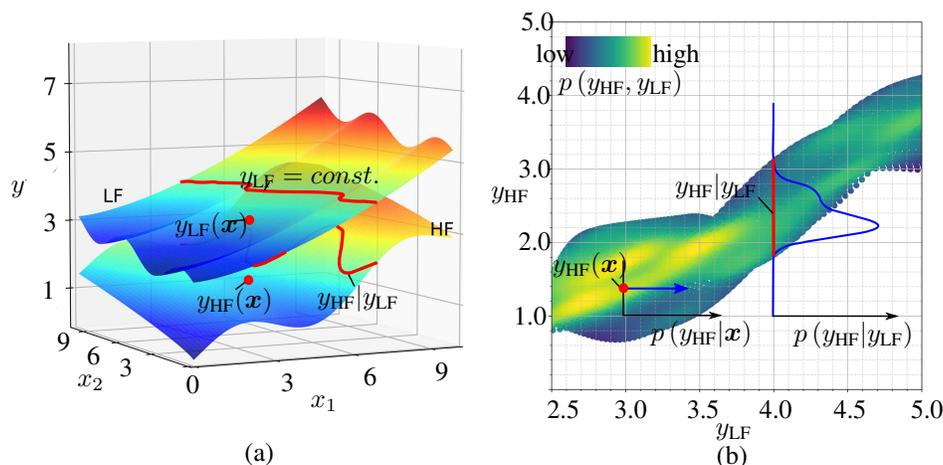 7
5
y
3
1
LF
y_LF = const.
y_LF(x)
HF
y_HF(x)
y_HF|y_LF
9
6
3
x_2
0
3
6
9
x_1
(a)
5.0
low high
p (y_HF, y_LF)
4.0
3.0
y_HF
y_HF|y_LF
2.0
y_HF(x)
1.0
p (y_HF|x)
p (y_HF|y_LF)
2.5 3.0 3.5 4.0 4.5 5.0
y_LF
(b)